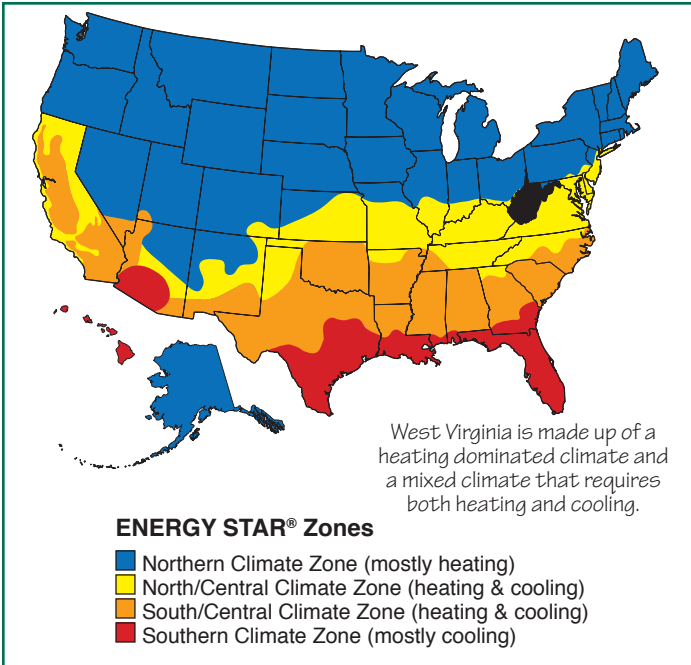 West Virginia is made up of a
heating dominated climate and
a mixed climate that requires
both heating and cooling.
ENERGY STAR® Zones
Northern Climate Zone (mostly heating)
North/Central Climate Zone (heating & cooling)
South/Central Climate Zone (heating & cooling)
Southern Climate Zone (mostly cooling)